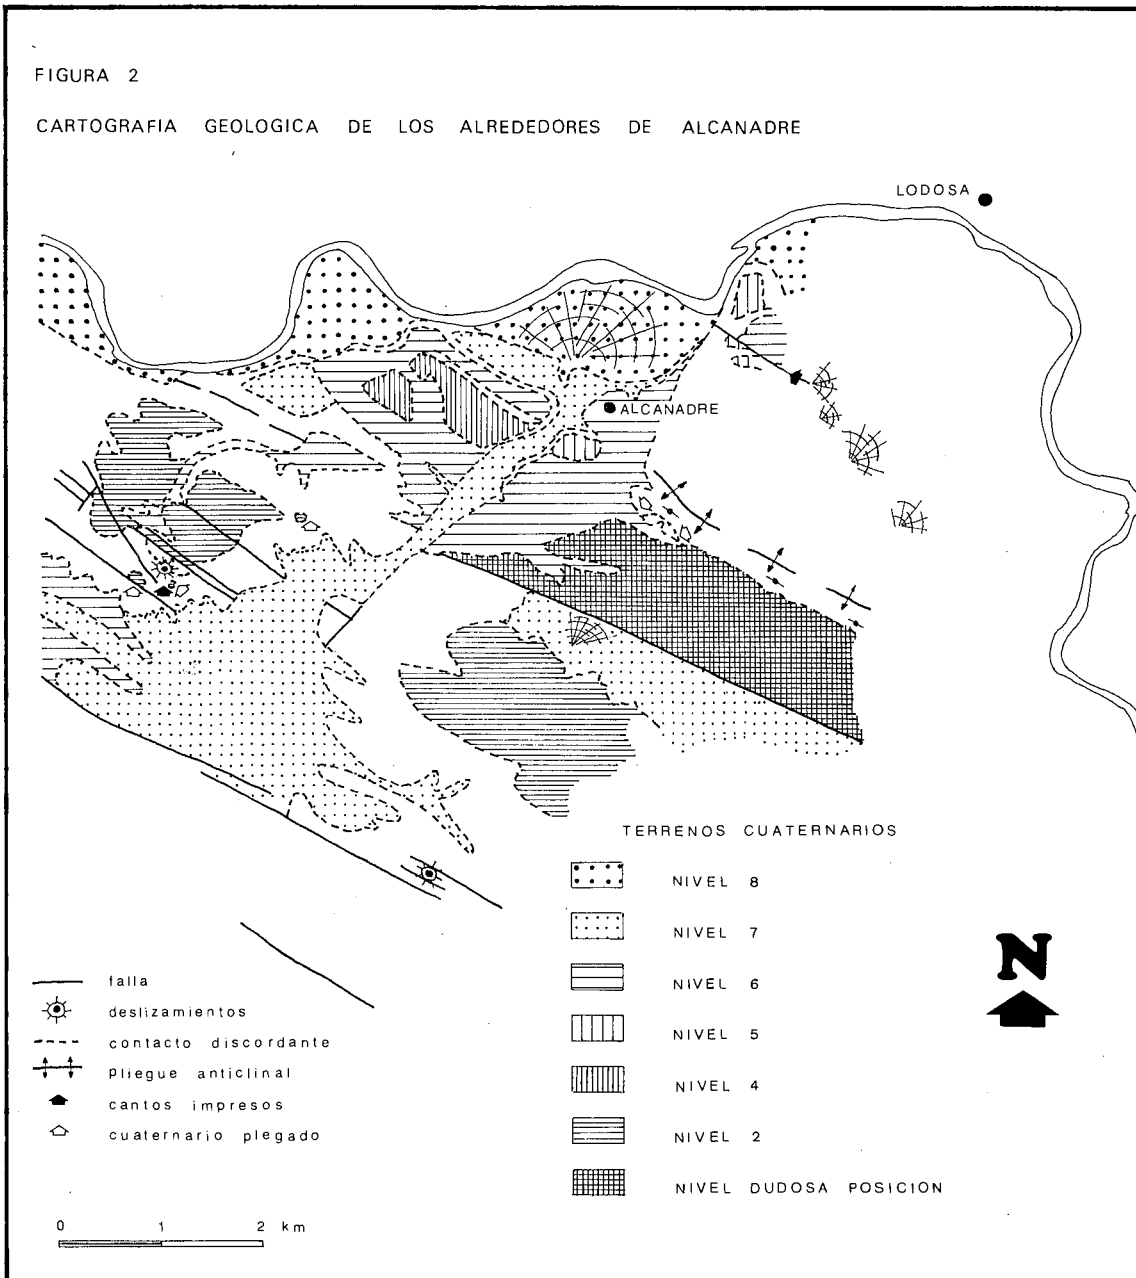 FIGURA 2
CARTOGRAFIA GEOLOGICA DE LOS ALREDEDORES DE ALCANADRE
LODOSA
ALCANADRE
TERRENOS CUATERNARIOS
NIVEL 8
NIVEL 7
NIVEL 6
NIVEL 5
NIVEL 4
NIVEL 2
NIVEL DUDOSA POSICION
N
falla
deslizamientos
contacto discordante
pliegue anticlinal
cantos impresos
cuaternario plegado
0 1 2 km